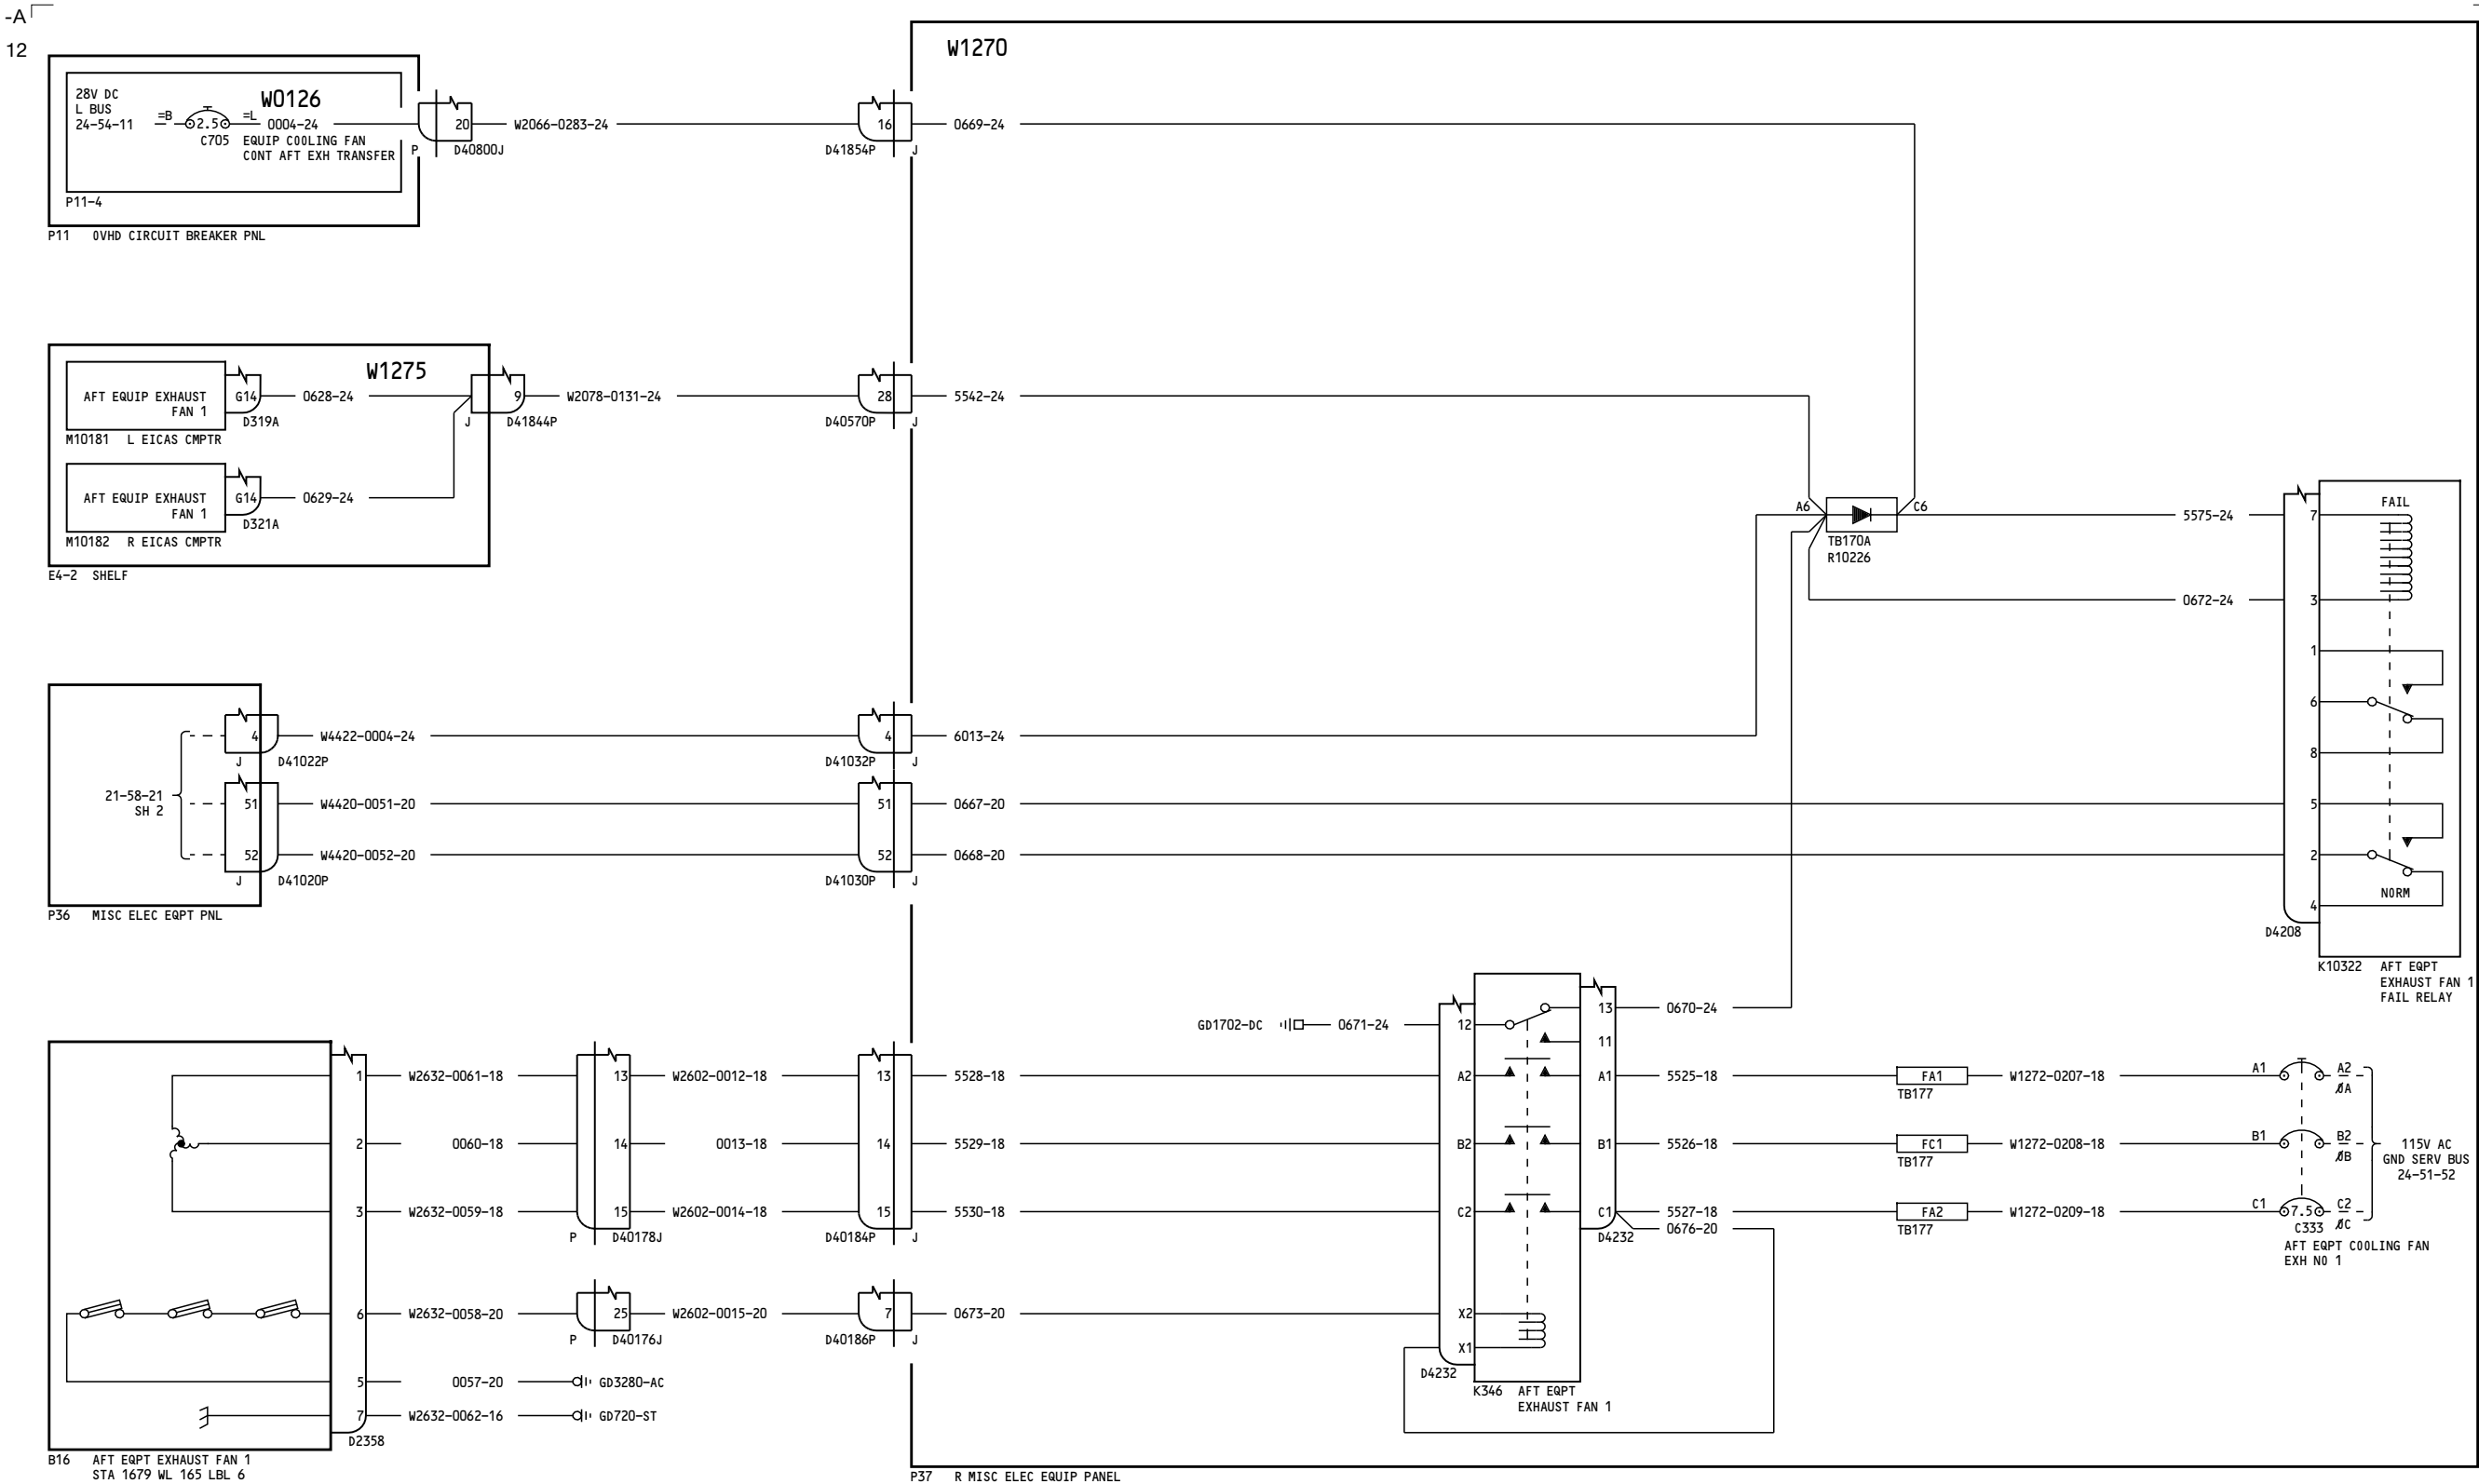 -A
12
W1270
28V DC
L BUS
24-54-11
=B
2.5
=L
W0126
0004-24
C705
EQUIP COOLING FAN
CONT AFT EXH TRANSFER
P11-4
P
20
D40800J
W2066-0283-24
16
D41854P
J
0669-24
P11 OVHD CIRCUIT BREAKER PNL
W1275
AFT EQUIP EXHAUST
FAN 1
G14
D319A
0628-24
M10181 L EICAS CMPTR
AFT EQUIP EXHAUST
FAN 1
G14
D321A
0629-24
M10182 R EICAS CMPTR
E4-2 SHELF
J
9
D41844P
W2078-0131-24
28
D40570P
J
5542-24
A6
C6
TB170A
R10226
5575-24
0672-24
FAIL
7
3
1
6
8
5
2
4
NORM
D4208
K10322 AFT EQPT
EXHAUST FAN 1
FAIL RELAY
21-58-21
SH 2
4
J
D41022P
W4422-0004-24
4
D41032P
J
6013-24
51
W4420-0051-20
51
0667-20
52
W4420-0052-20
52
0668-20
J
D41020P
D41030P
J
P36 MISC ELEC EQPT PNL
GD1702-DC
0671-24
12
13
0670-24
11
1
W2632-0061-18
13
W2602-0012-18
13
5528-18
A2
A1
5525-18
FA1
TB177
W1272-0207-18
A1
A2
ØA
2
0060-18
14
0013-18
14
5529-18
B2
B1
5526-18
FC1
TB177
W1272-0208-18
B1
B2
ØB
115V AC
GND SERV BUS
24-51-52
3
W2632-0059-18
15
W2602-0014-18
15
5530-18
C2
C1
5527-18
0676-20
FA2
TB177
W1272-0209-18
C1
7.5
C2
ØC
C333
AFT EQPT COOLING FAN
EXH NO 1
P
D40178J
D40184P
J
D4232
6
W2632-0058-20
25
W2602-0015-20
7
0673-20
X2
P
D40176J
D40186P
J
X1
5
0057-20
GD3280-AC
7
W2632-0062-16
GD720-ST
D2358
D4232
K346 AFT EQPT
EXHAUST FAN 1
B16 AFT EQPT EXHAUST FAN 1
STA 1679 WL 165 LBL 6
P37 R MISC ELEC EQUIP PANEL